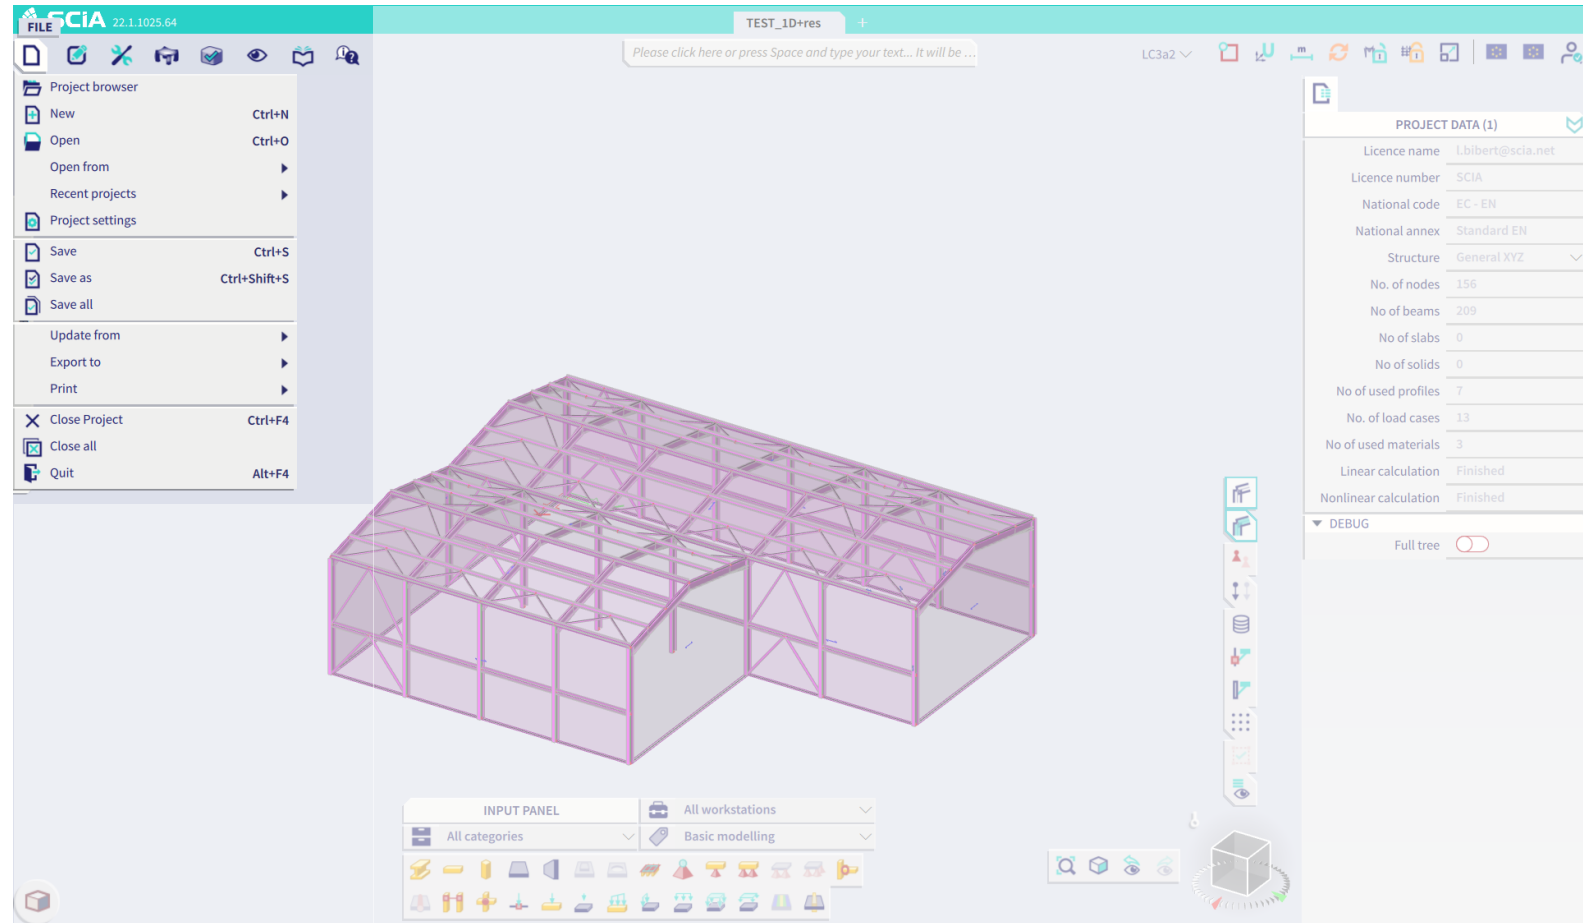 SCiA 22.1.1025.64
FILE
TEST_1D+res
+
Please click here or press Space and type your text... It will be ...
LC3a2
Project browser
New Ctrl+N
Open Ctrl+O
Open from
Recent projects
Project settings
Save Ctrl+S
Save as Ctrl+Shift+S
Save all
Update from
Export to
Print
Close Project Ctrl+F4
Close all
Quit Alt+F4
PROJECT DATA (1)
Licence name l.bibert@scia.net
Licence number SCIA
National code EC - EN
National annex Standard EN
Structure General XYZ
No. of nodes 156
No of beams 209
No of slabs 0
No of solids 0
No of used profiles 7
No. of load cases 13
No of used materials 3
Linear calculation Finished
Nonlinear calculation Finished
DEBUG
Full tree
INPUT PANEL
All workstations
All categories
Basic modelling